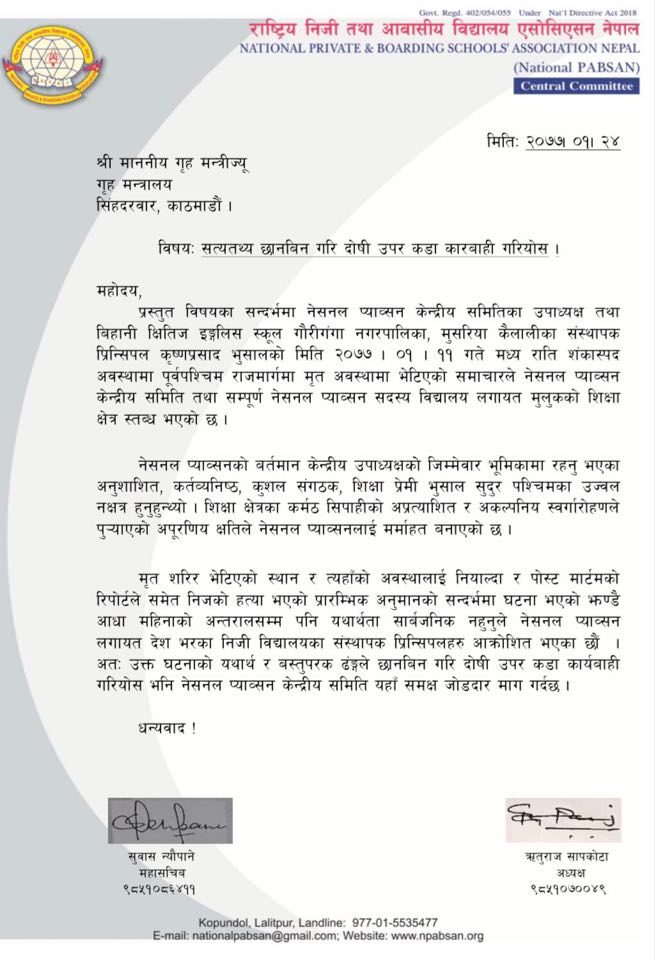 Govt. Regd. 402/054/055 Under Nat'l Directive Act 2018
राष्ट्रिय निजी तथा आवासीय विद्यालय एसोसिएसन नेपाल
NATIONAL PRIVATE & BOARDING SCHOOLS' ASSOCIATION NEPAL
(National PABSAN)
Central Committee
मितिः २०७७।०१।२४
श्री माननीय गृह मन्त्रीज्यू
गृह मन्त्रालय
सिंहदरवार, काठमाडौं ।
विषयः सत्यतथ्य छानबिन गरि दोषी उपर कडा कारबाही गरियोस ।
महोदय,
प्रस्तुत विषयका सन्दर्भमा नेसनल प्याव्सन केन्द्रीय समितिका उपाध्यक्ष तथा
बिहानी क्षितिज इङ्गलिस स्कूल गौरीगंगा नगरपालिका, मुसरिया कैलालीका संस्थापक
प्रिन्सिपल कृष्णप्रसाद भुसालको मिति २०७७ । ०१ । ११ गते मध्य राति शंकास्पद
अवस्थामा पूर्वपश्चिम राजमार्गमा मृत अवस्थामा भेटिएको समाचारले नेसनल प्याव्सन
केन्द्रीय समिति तथा सम्पूर्ण नेसनल प्याव्सन सदस्य विद्यालय लगायत मुलुकको शिक्षा
क्षेत्र स्तब्ध भएको छ ।
नेसनल प्याव्सनको बर्तमान केन्द्रीय उपाध्यक्षको जिम्मेवार भूमिकामा रहनु भएका
अनुशाशित, कर्तव्यनिष्ठ, कुशल संगठक, शिक्षा प्रेमी भुसाल सुदुर पश्चिमका उज्वल
नक्षत्र हुनुहुन्थ्यो । शिक्षा क्षेत्रका कर्मठ सिपाहीको अप्रत्याशित र अकल्पनिय स्वर्गारोहणले
पुऱ्याएको अपूरणिय क्षतिले नेसनल प्याव्सनलाई मर्माहत बनाएको छ ।
मृत शरिर भेटिएको स्थान र त्यहाँको अवस्थालाई नियाल्दा र पोस्ट मार्टमको
रिपोर्टले समेत निजको हत्या भएको प्रारम्भिक अनुमानको सन्दर्भमा घटना भएको झण्डै
आधा महिनाको अन्तरालसम्म पनि यथार्थता सार्बजनिक नहुनुले नेसनल प्याव्सन
लगायत देश भरका निजी विद्यालयका संस्थापक प्रिन्सिपलहरु आक्रोशित भएका छौं ।
अतः उक्त घटनाको यथार्थ र बस्तुपरक ढंङ्गले छानबिन गरि दोषी उपर कडा कार्यबाही
गरियोस भनि नेसनल प्याव्सन केन्द्रीय समिति यहाँ समक्ष जोडदार माग गर्दछ ।
धन्यवाद !
सुवास न्यौपाने
महासचिब
९८५१०८६४११
ऋतुराज सापकोटा
अध्यक्ष
९८५१०७००४९
Kopundol, Lalitpur, Landline: 977-01-5535477
E-mail: nationalpabsan@gmail.com; Website: www.npabsan.org